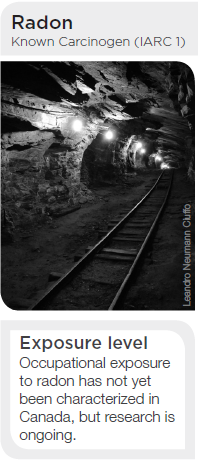 Radon
Known Carcinogen (IARC 1)
Leandro Neumann Ciuffo
Exposure level
Occupational exposure
to radon has not yet
been characterized in
Canada, but research is
ongoing.